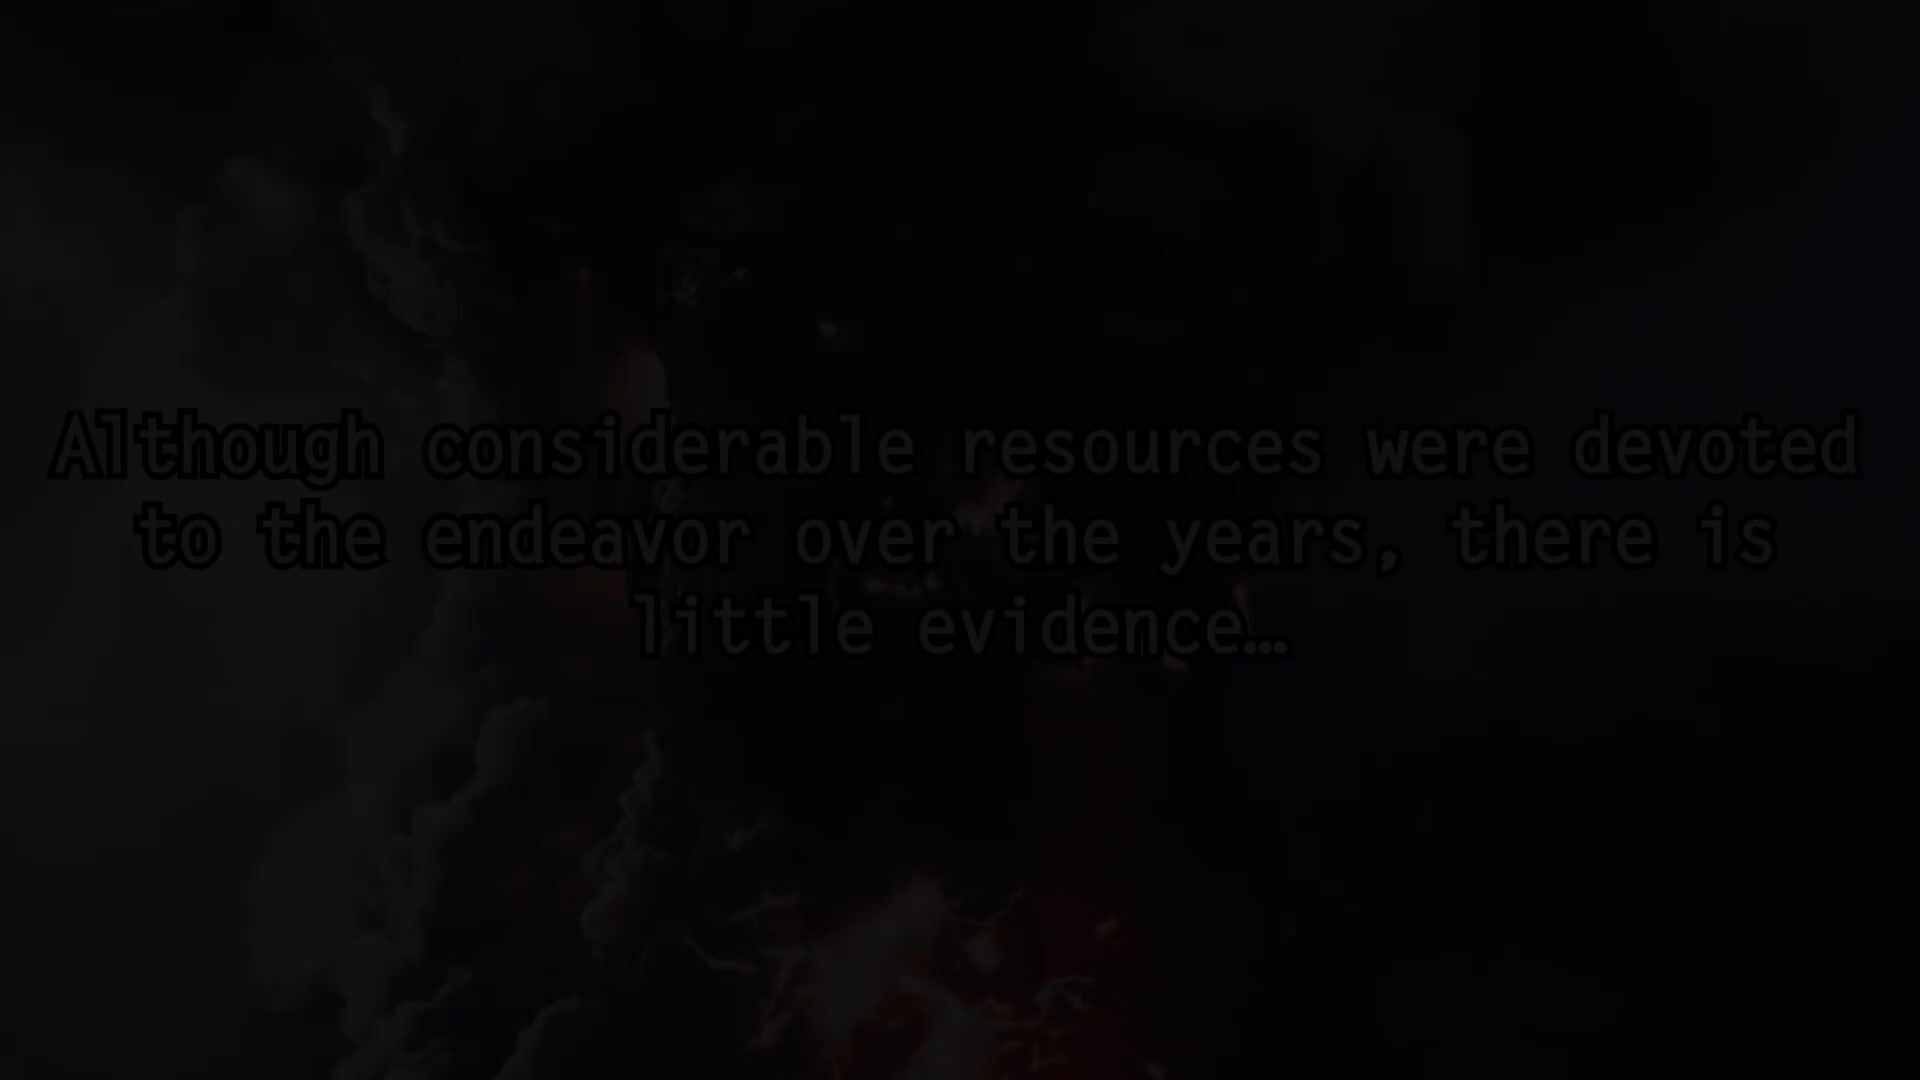 Although considerable resources were devoted
to the endeavor over the years, there is
little evidence…